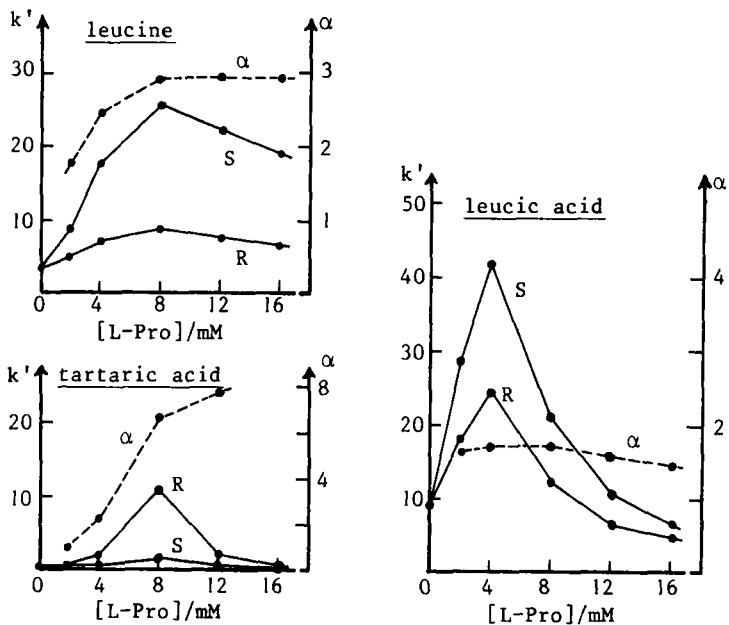 k' leucine α
30 α 3
20 S 2
10 R 1
0 4 8 12 16
[L-Pro]/mM
k' tartaric acid α
8
20 α
R 4
10
S
0 4 8 12 16
[L-Pro]/mM
k' α
50 leucic acid
40 S 4
30
R
20 α 2
10
0 4 8 12 16
[L-Pro]/mM